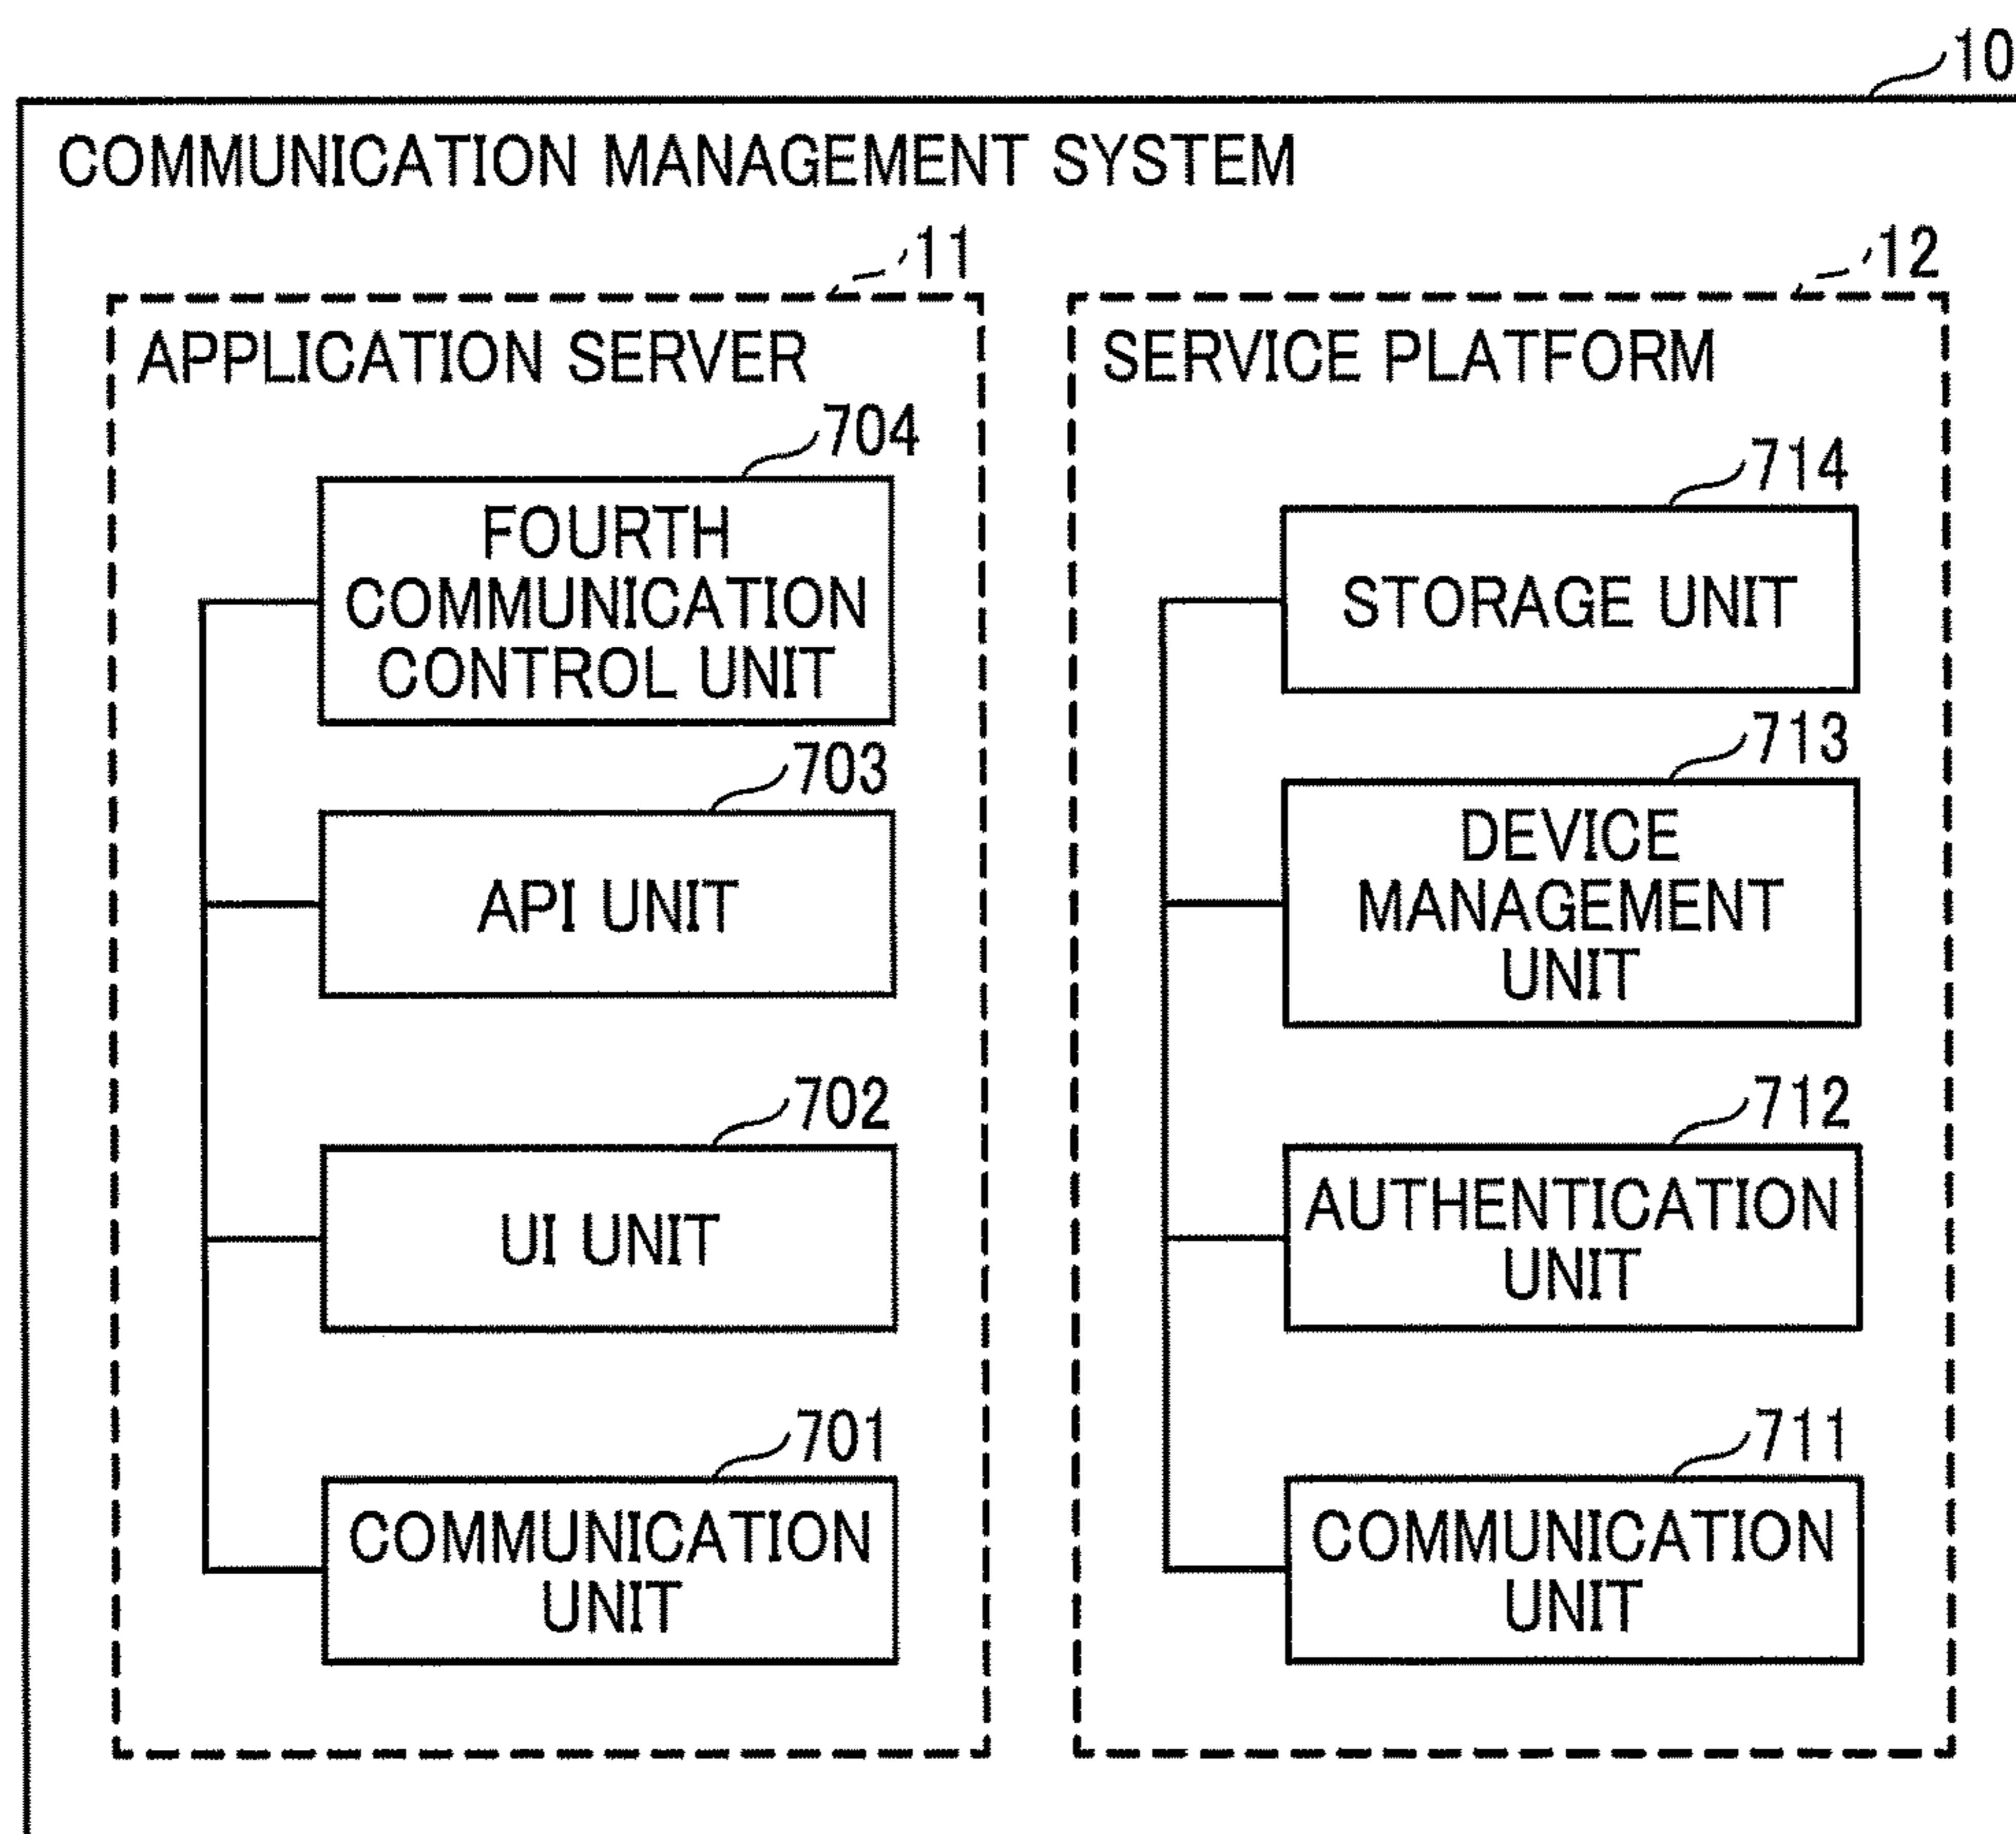 10
COMMUNICATION MANAGEMENT SYSTEM
11
APPLICATION SERVER
704
FOURTH
COMMUNICATION
CONTROL UNIT
703
API UNIT
702
UI UNIT
701
COMMUNICATION
UNIT
12
SERVICE PLATFORM
714
STORAGE UNIT
713
DEVICE
MANAGEMENT
UNIT
712
AUTHENTICATION
UNIT
711
COMMUNICATION
UNIT